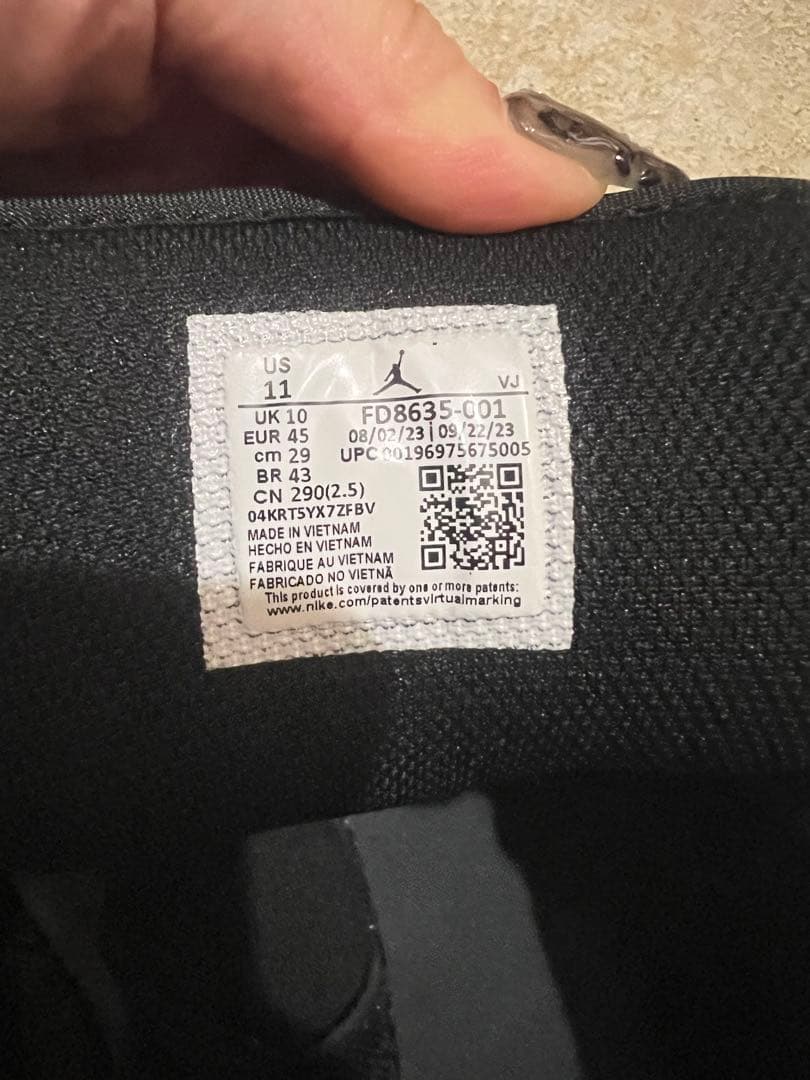 US
11
VJ
UK 10
FD8635-001
EUR 45
08/02/23 | 09/22/23
cm 29
UPC 00196975675005
BR 43
CN 290(2.5)
04KRT5YX7ZFBV
MADE IN VIETNAM
HECHO EN VIETNAM
FABRIQUE AU VIETNAM
FABRICADO NO VIETNÃ
This product is covered by one or more patents:
www.nike.com/patentsvirtualmarking